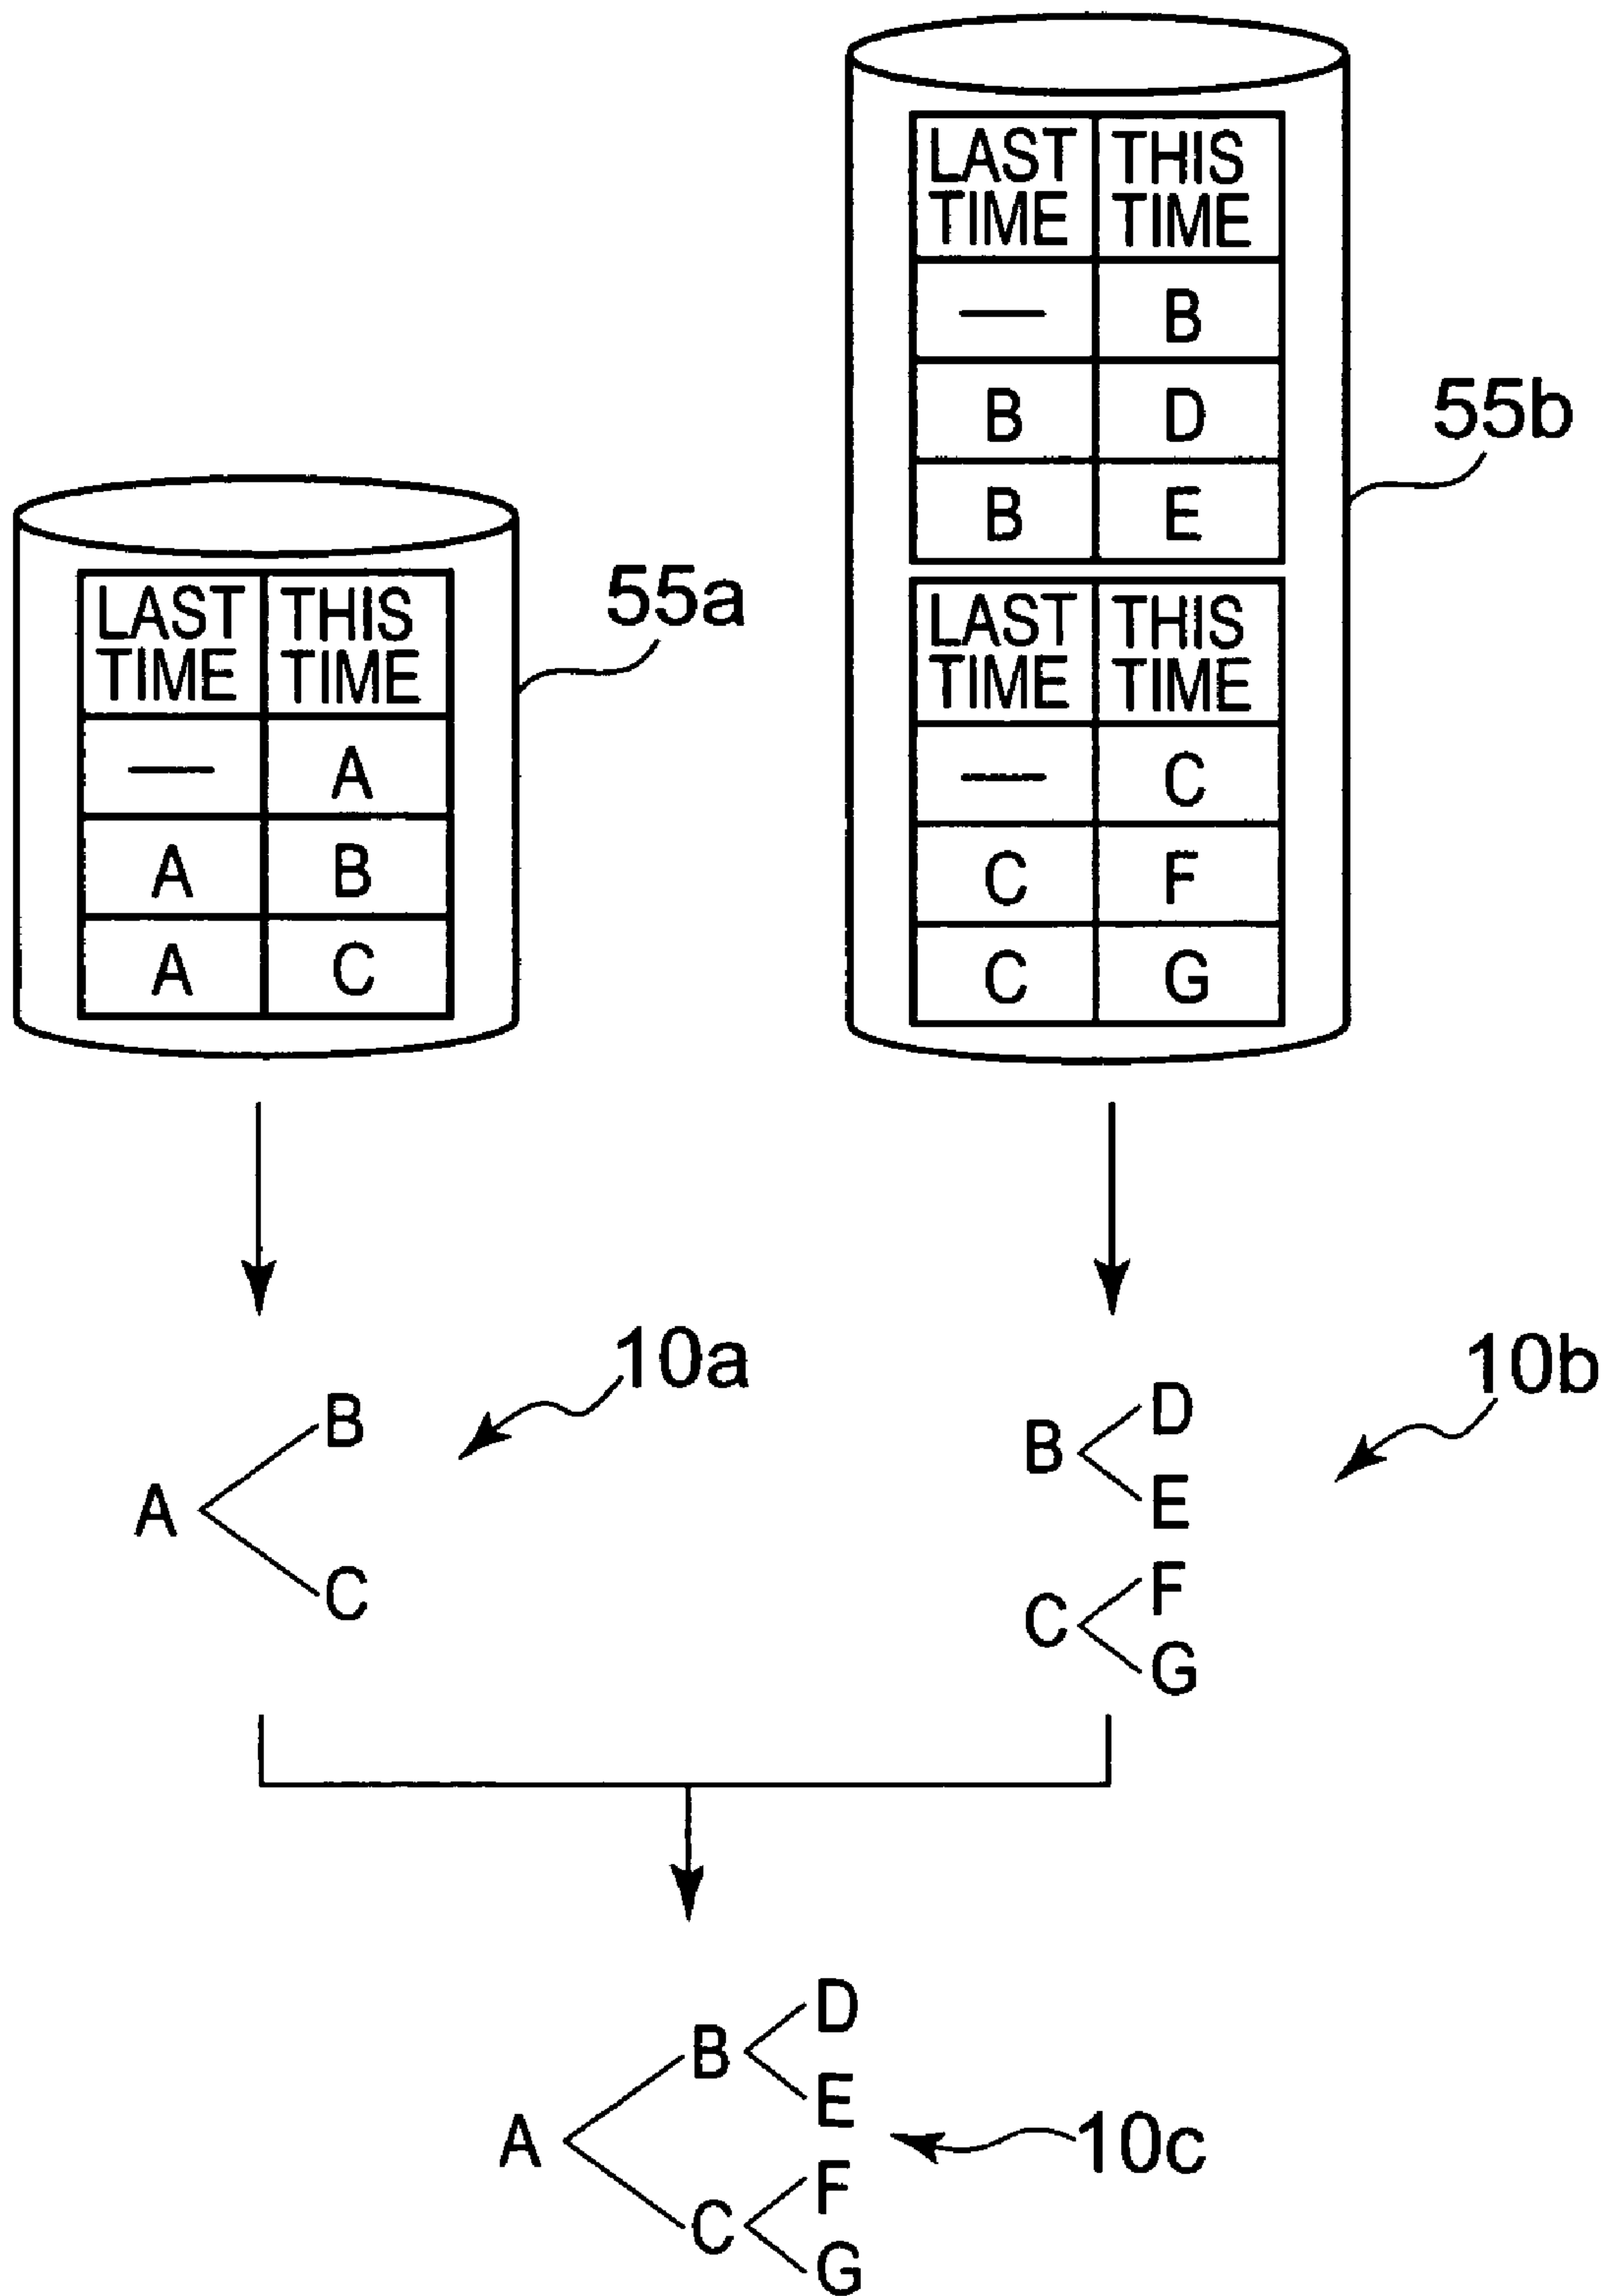 LAST THIS
TIME TIME
— B
B D
B E
55b
LAST THIS
TIME TIME
— C
C F
C G
LAST THIS
TIME TIME
— A
A B
A C
55a
10a
B
A
C
10b
D
B
E
F
C
G
D
B
E
A
10c
F
C
G